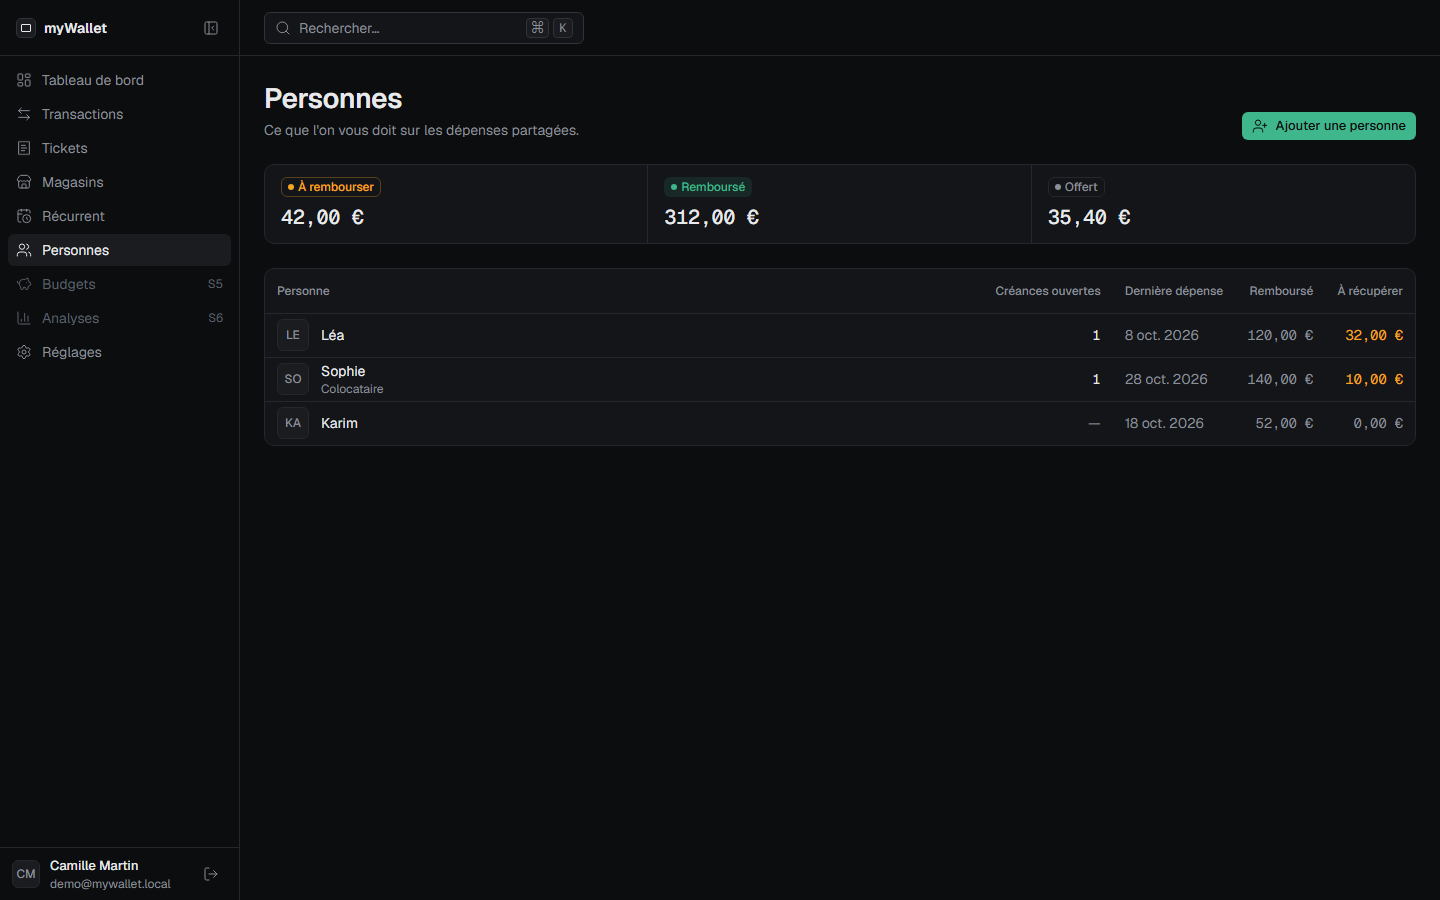 myWallet
Rechercher...
⌘ K
Tableau de bord
Transactions
Tickets
Magasins
Récurrent
Personnes
Budgets S5
Analyses S6
Réglages
Personnes
Ce que l'on vous doit sur les dépenses partagées.
Ajouter une personne
À rembourser
42,00 €
Remboursé
312,00 €
Offert
35,40 €
Personne Créances ouvertes Dernière dépense Remboursé À récupérer
LE Léa 1 8 oct. 2026 120,00 € 32,00 €
SO Sophie 1 28 oct. 2026 140,00 € 10,00 €
Colocataire
KA Karim — 18 oct. 2026 52,00 € 0,00 €
CM Camille Martin
demo@mywallet.local